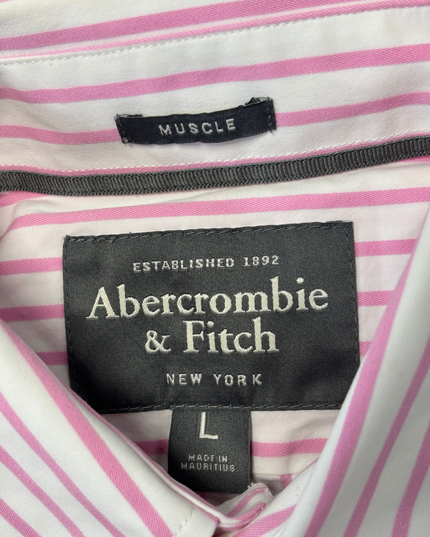 MUSCLE
ESTABLISHED 1892
Abercrombie
& Fitch
NEW YORK
L
MADE IN
MAURITIUS